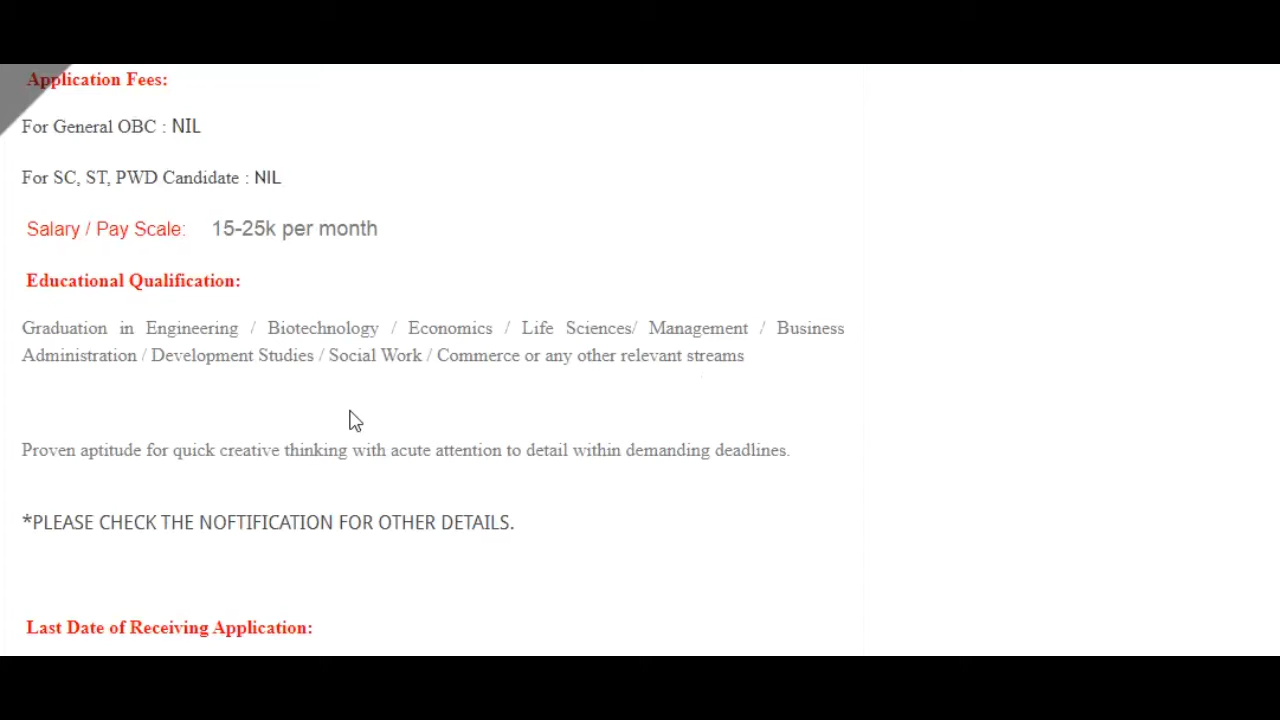 Application Fees:
For General OBC : NIL
For SC, ST, PWD Candidate : NIL
Salary / Pay Scale: 15-25k per month
Educational Qualification:
Graduation in Engineering / Biotechnology / Economics / Life Sciences/ Management / Business
Administration / Development Studies / Social Work / Commerce or any other relevant streams
Proven aptitude for quick creative thinking with acute attention to detail within demanding deadlines.
*PLEASE CHECK THE NOFTIFICATION FOR OTHER DETAILS.
Last Date of Receiving Application: